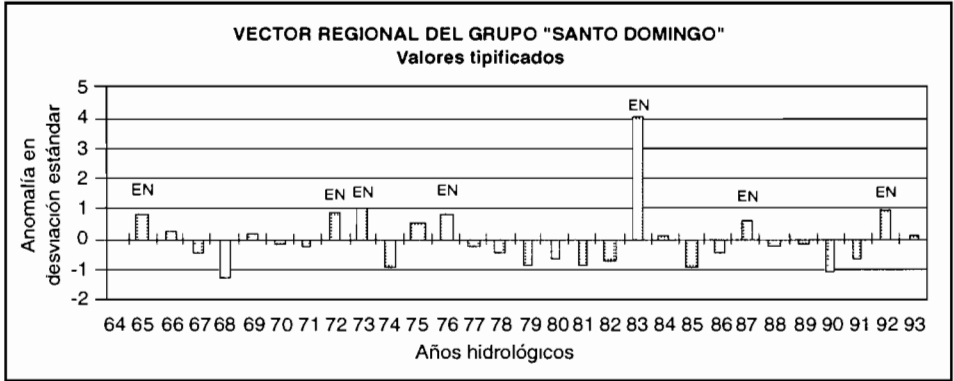 VECTOR REGIONAL DEL GRUPO "SANTO DOMINGO"
Valores tipificados
Anomalía en
desviación estándar
5
4
3
2
1
0
-1
-2
EN
EN
EN
EN
EN
EN
EN
64 65 66 67 68 69 70 71 72 73 74 75 76 77 78 79 80 81 82 83 84 85 86 87 88 89 90 91 92 93
Años hidrológicos